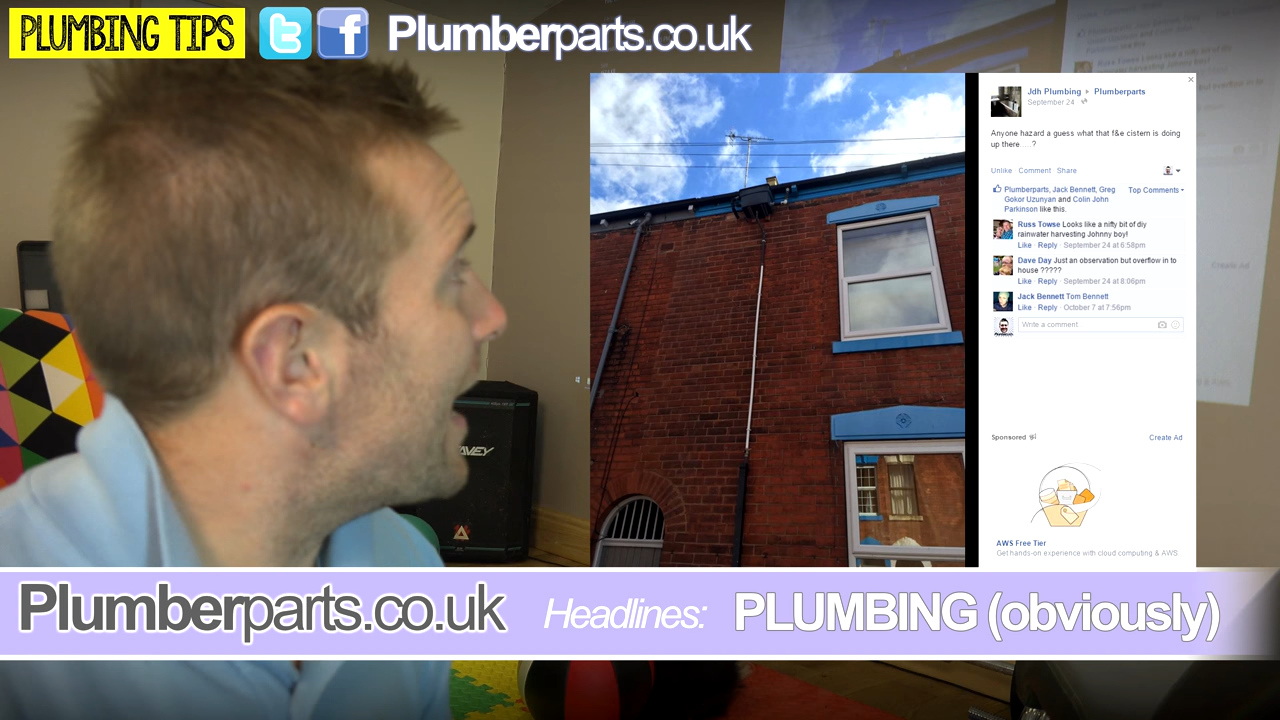 PLUMBING TIPS
Plumberparts.co.uk
Jdh Plumbing Plumberparts
September 24
Anyone hazard a guess what that f&e cistern is doing
up there ....?
Unlike Comment Share
Plumberparts, Jack Bennett, Greg
Gokor Uzunyan and Colin John
Parkinson like this.
Top Comments
Russ Towse Looks like a nifty bit of diy
rainwater harvesting Johnny boy!
Like · Reply · September 24 at 6:58pm
Dave Day Just an observation but overflow in to
house ?????
Like · Reply · September 24 at 8:06pm
Jack Bennett Tom Bennett
Like · Reply · October 7 at 7:56pm
Write a comment
Sponsored
Create Ad
AWS Free Tier
Get hands-on experience with cloud computing & AWS
Create Ad
Plumberparts.co.uk
Headlines:
PLUMBING (obviously)